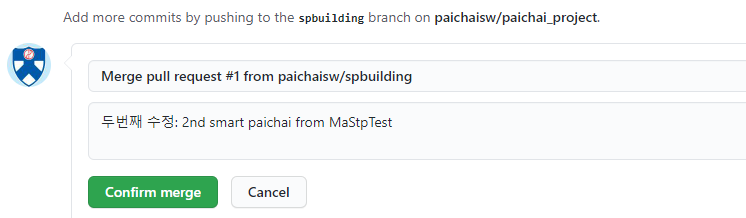 Add more commits by pushing to the spbuilding branch on paichaisw/paichai_project.
Merge pull request #1 from paichaisw/spbuilding
두번째 수정: 2nd smart paichai from MaStpTest
Confirm merge
Cancel